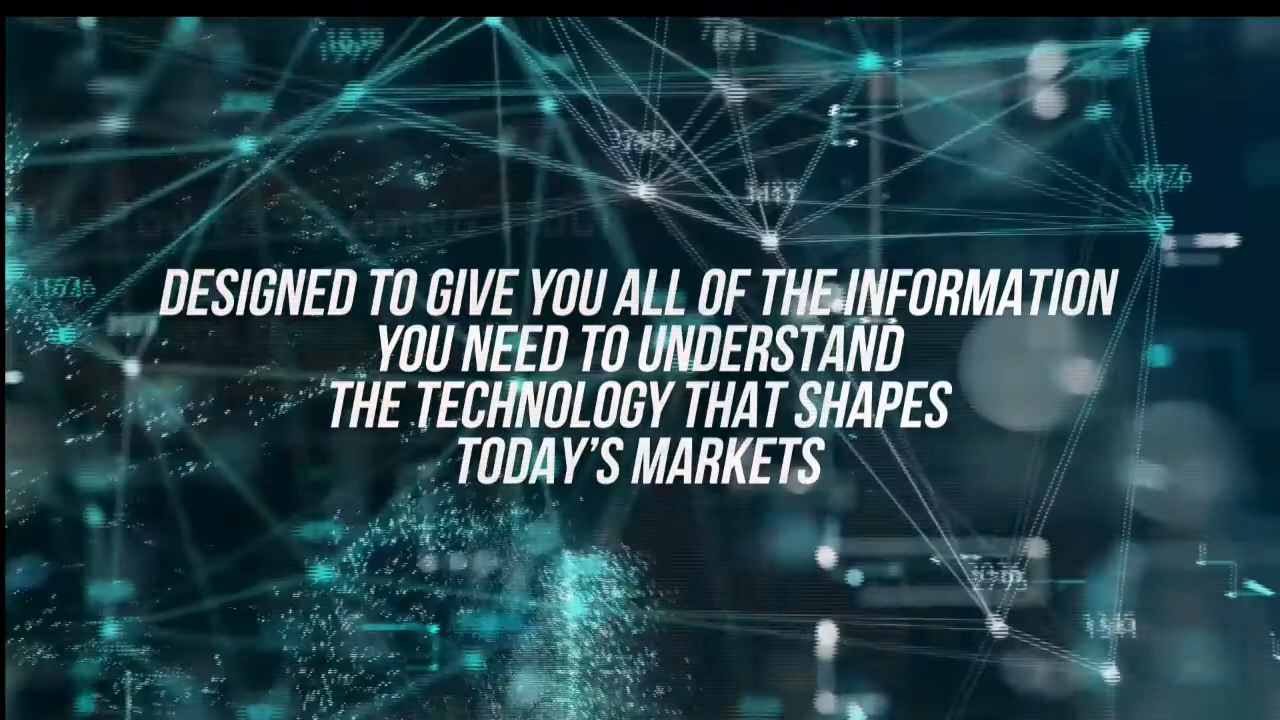 DESIGNED TO GIVE YOU ALL OF THE INFORMATION
YOU NEED TO UNDERSTAND
THE TECHNOLOGY THAT SHAPES
TODAY'S MARKETS